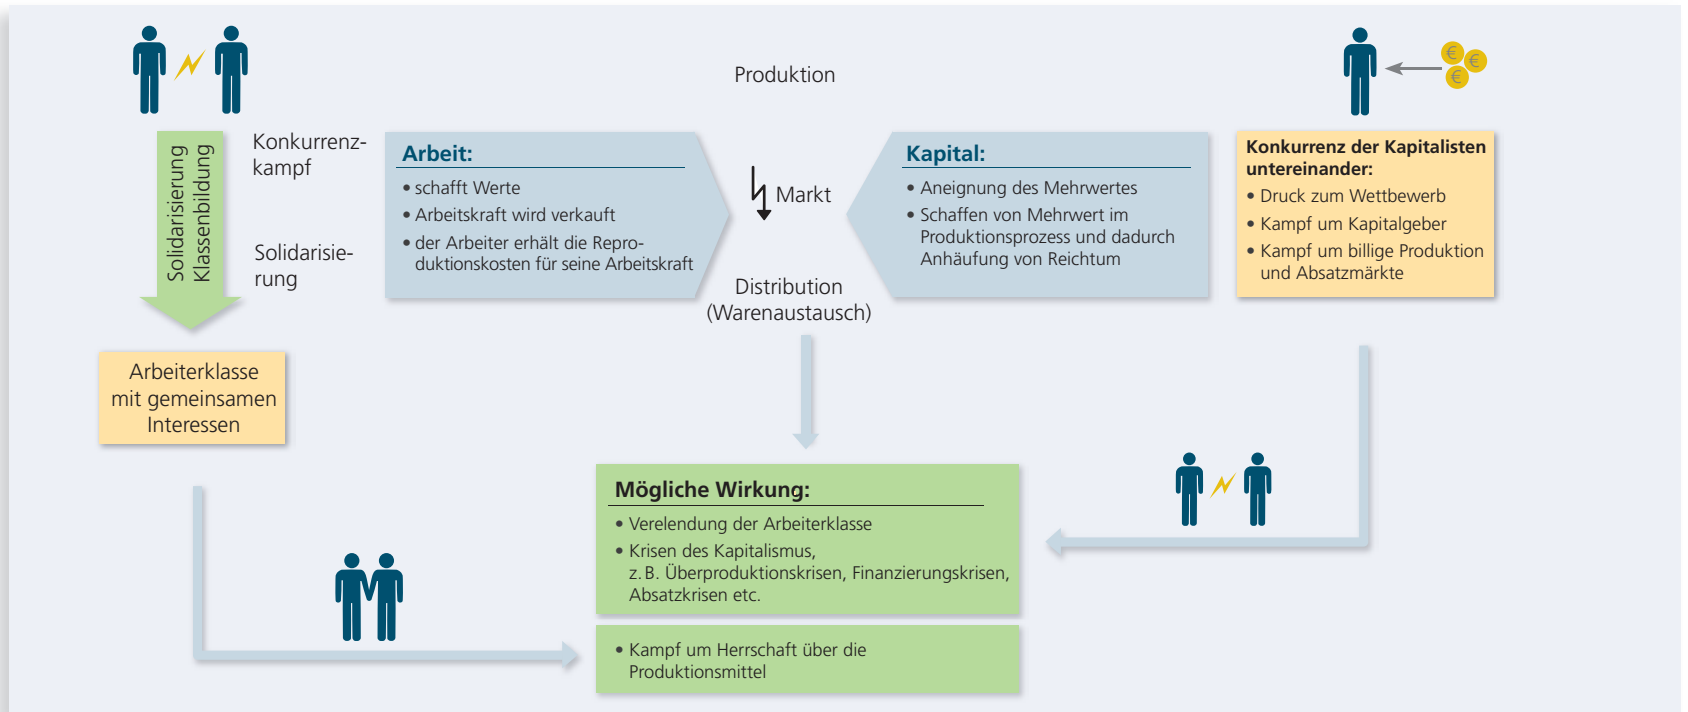 Produktion
Solidarisierung
Klassenbildung
Konkurrenz-
kampf
Solidarisie-
rung
Arbeit:
• schafft Werte
• Arbeitskraft wird verkauft
• der Arbeiter erhält die Repro-
duktionskosten für seine Arbeitskraft
Markt
Distribution
(Warenaustausch)
Kapital:
• Aneignung des Mehrwertes
• Schaffen von Mehrwert im
Produktionsprozess und dadurch
Anhäufung von Reichtum
€
€
€
Konkurrenz der Kapitalisten
untereinander:
• Druck zum Wettbewerb
• Kampf um Kapitalgeber
• Kampf um billige Produktion
und Absatzmärkte
Arbeiterklasse
mit gemeinsamen
Interessen
Mögliche Wirkung:
• Verelendung der Arbeiterklasse
• Krisen des Kapitalismus,
z. B. Überproduktionskrisen, Finanzierungskrisen,
Absatzkrisen etc.
• Kampf um Herrschaft über die
Produktionsmittel